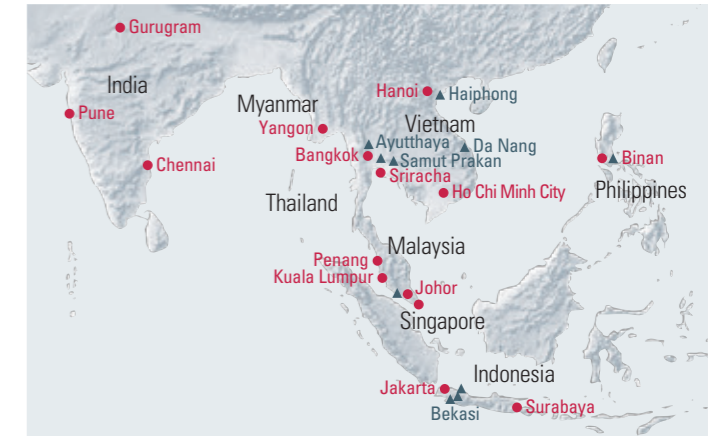 Gurugram
India
Pune
Chennai
Myanmar
Yangon
Hanoi
Haiphong
Vietnam
Ayutthaya
Da Nang
Bangkok
Samut Prakan
Sriracha
Ho Chi Minh City
Binan
Philippines
Thailand
Malaysia
Penang
Kuala Lumpur
Johor
Singapore
Indonesia
Jakarta
Bekasi
Surabaya